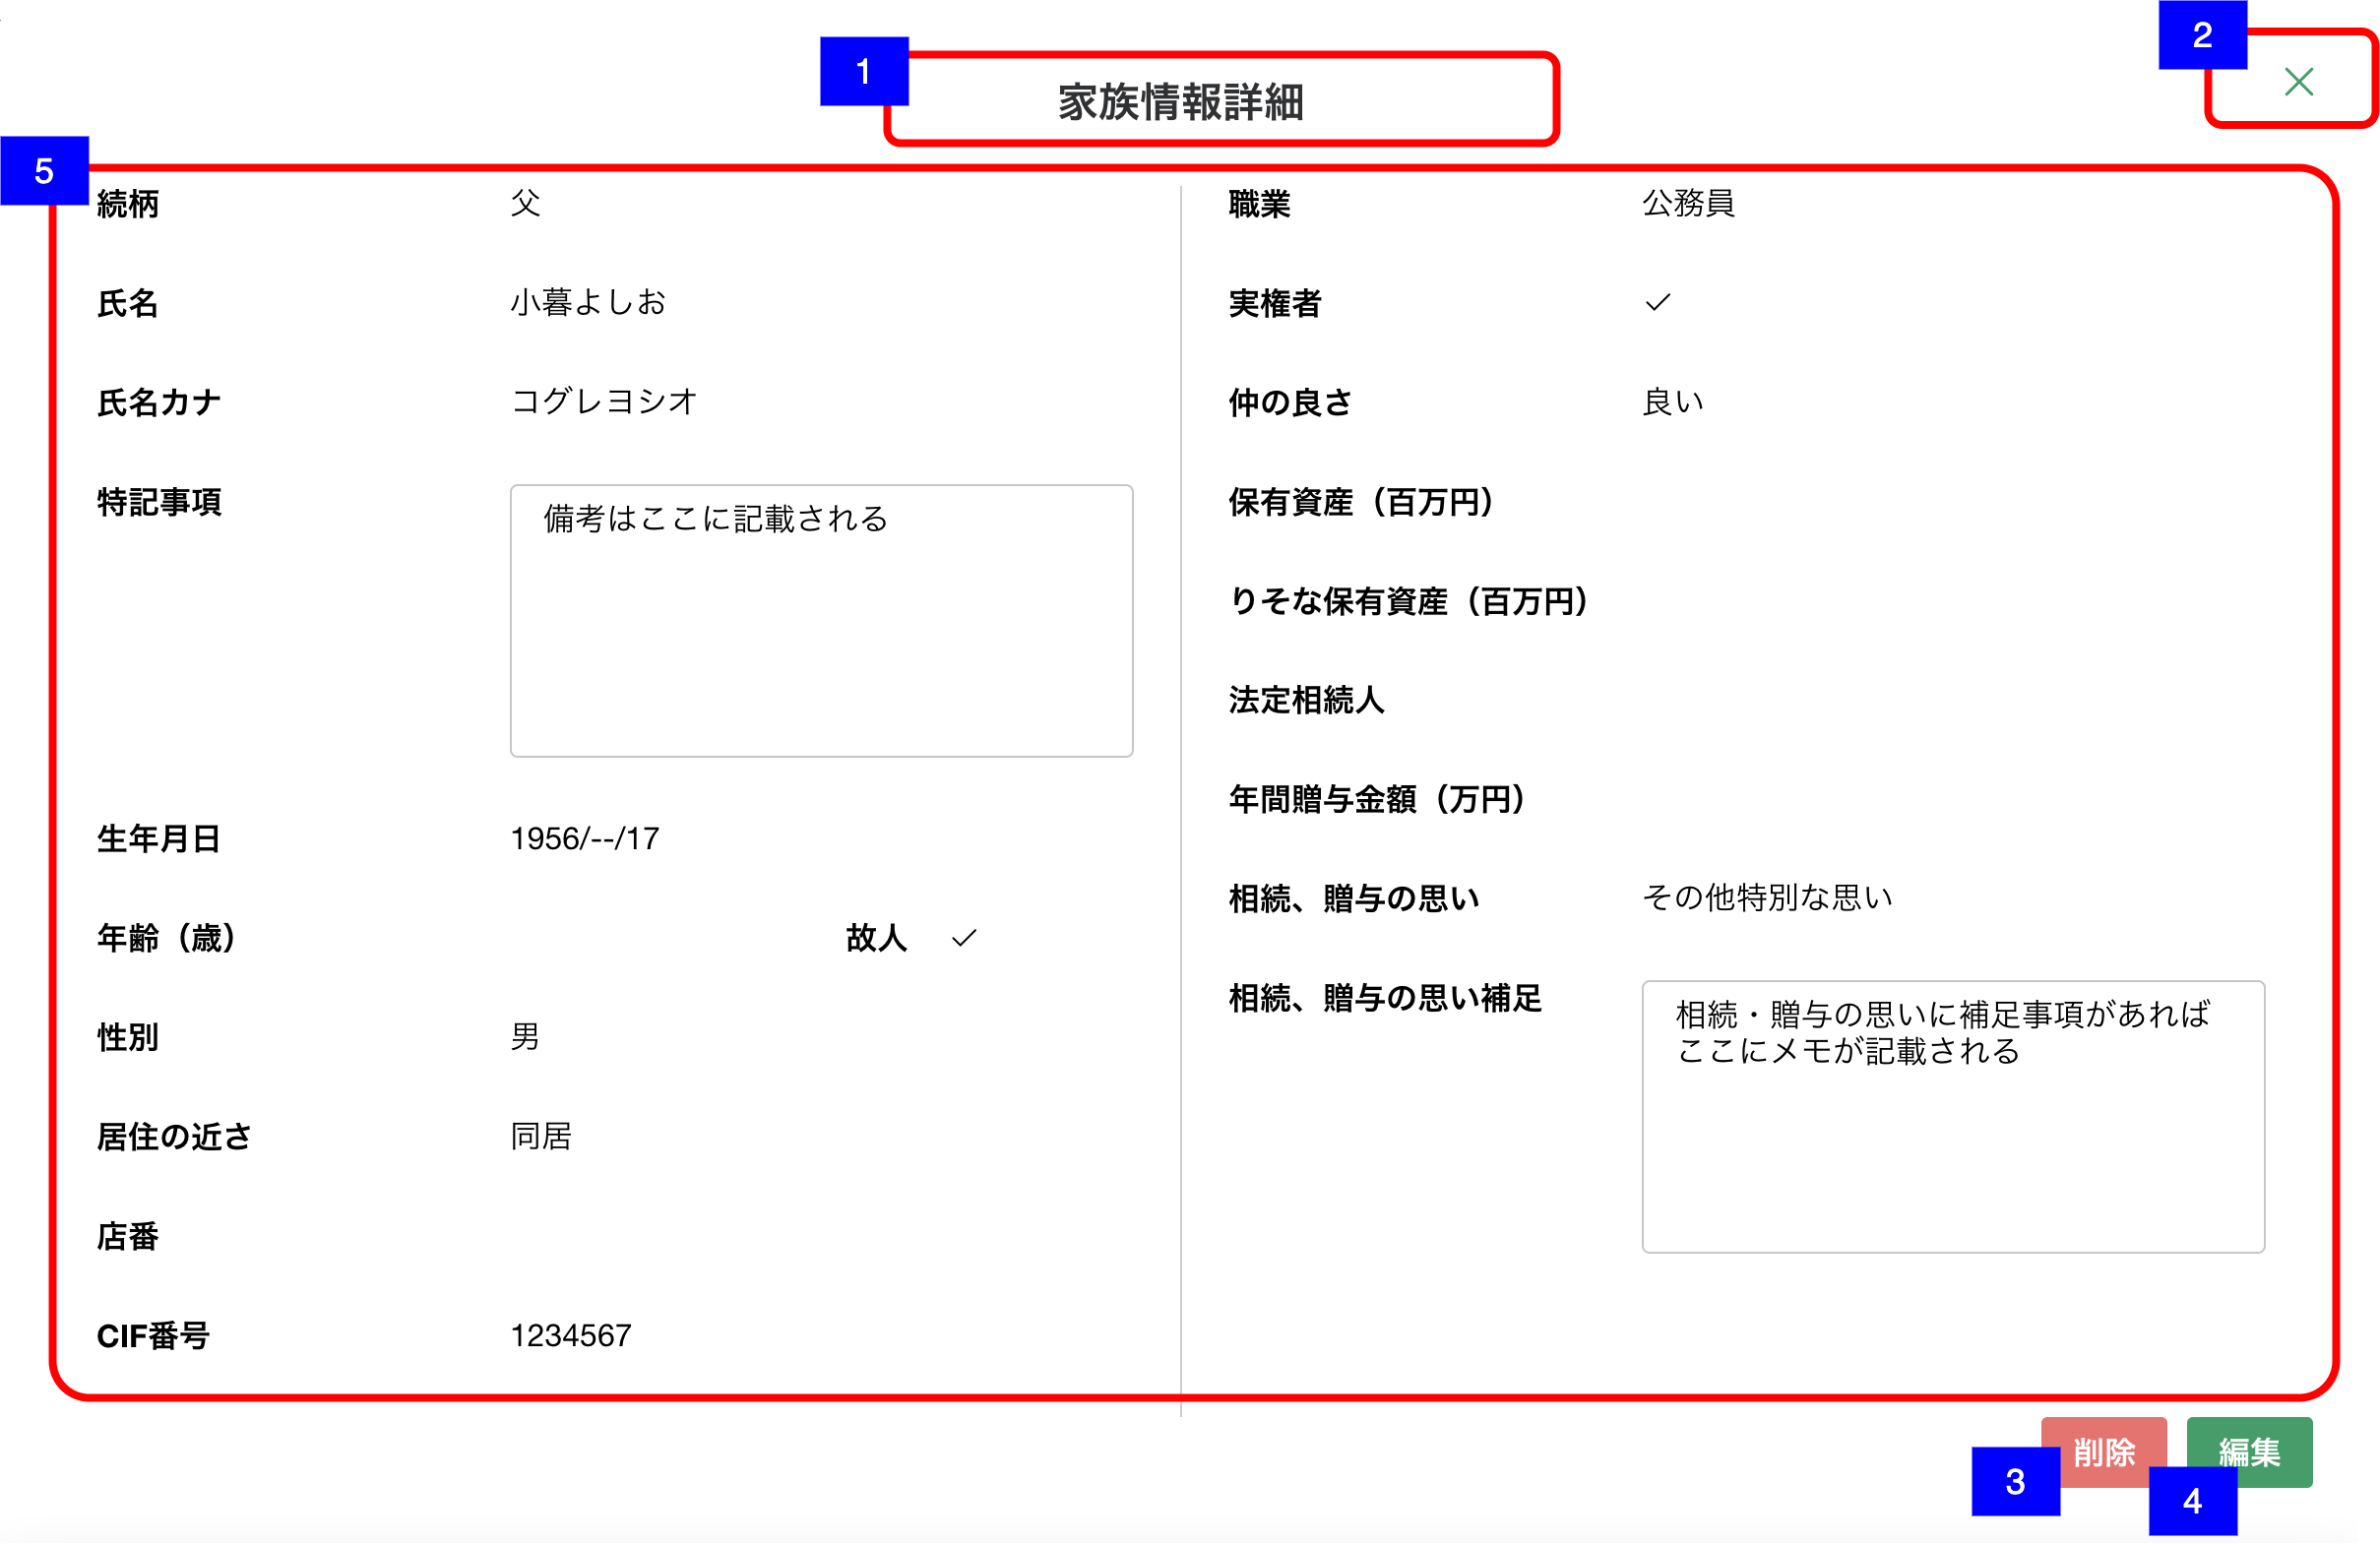 1
家族情報詳細
2
5
続柄 父
氏名 小暮よしお
氏名カナ コグレヨシオ
特記事項 備考はここに記載される
生年月日 1956/--/17
年齢（歳） 故人 ✓
性別 男
居住の近さ 同居
店番
CIF番号 1234567
職業 公務員
実権者 ✓
仲の良さ 良い
保有資産（百万円）
りそな保有資産（百万円）
法定相続人
年間贈与金額（万円）
相続、贈与の思い その他特別な思い
相続、贈与の思い補足 相続・贈与の思いに補足事項があれば
ここにメモが記載される
3
削除
4
編集